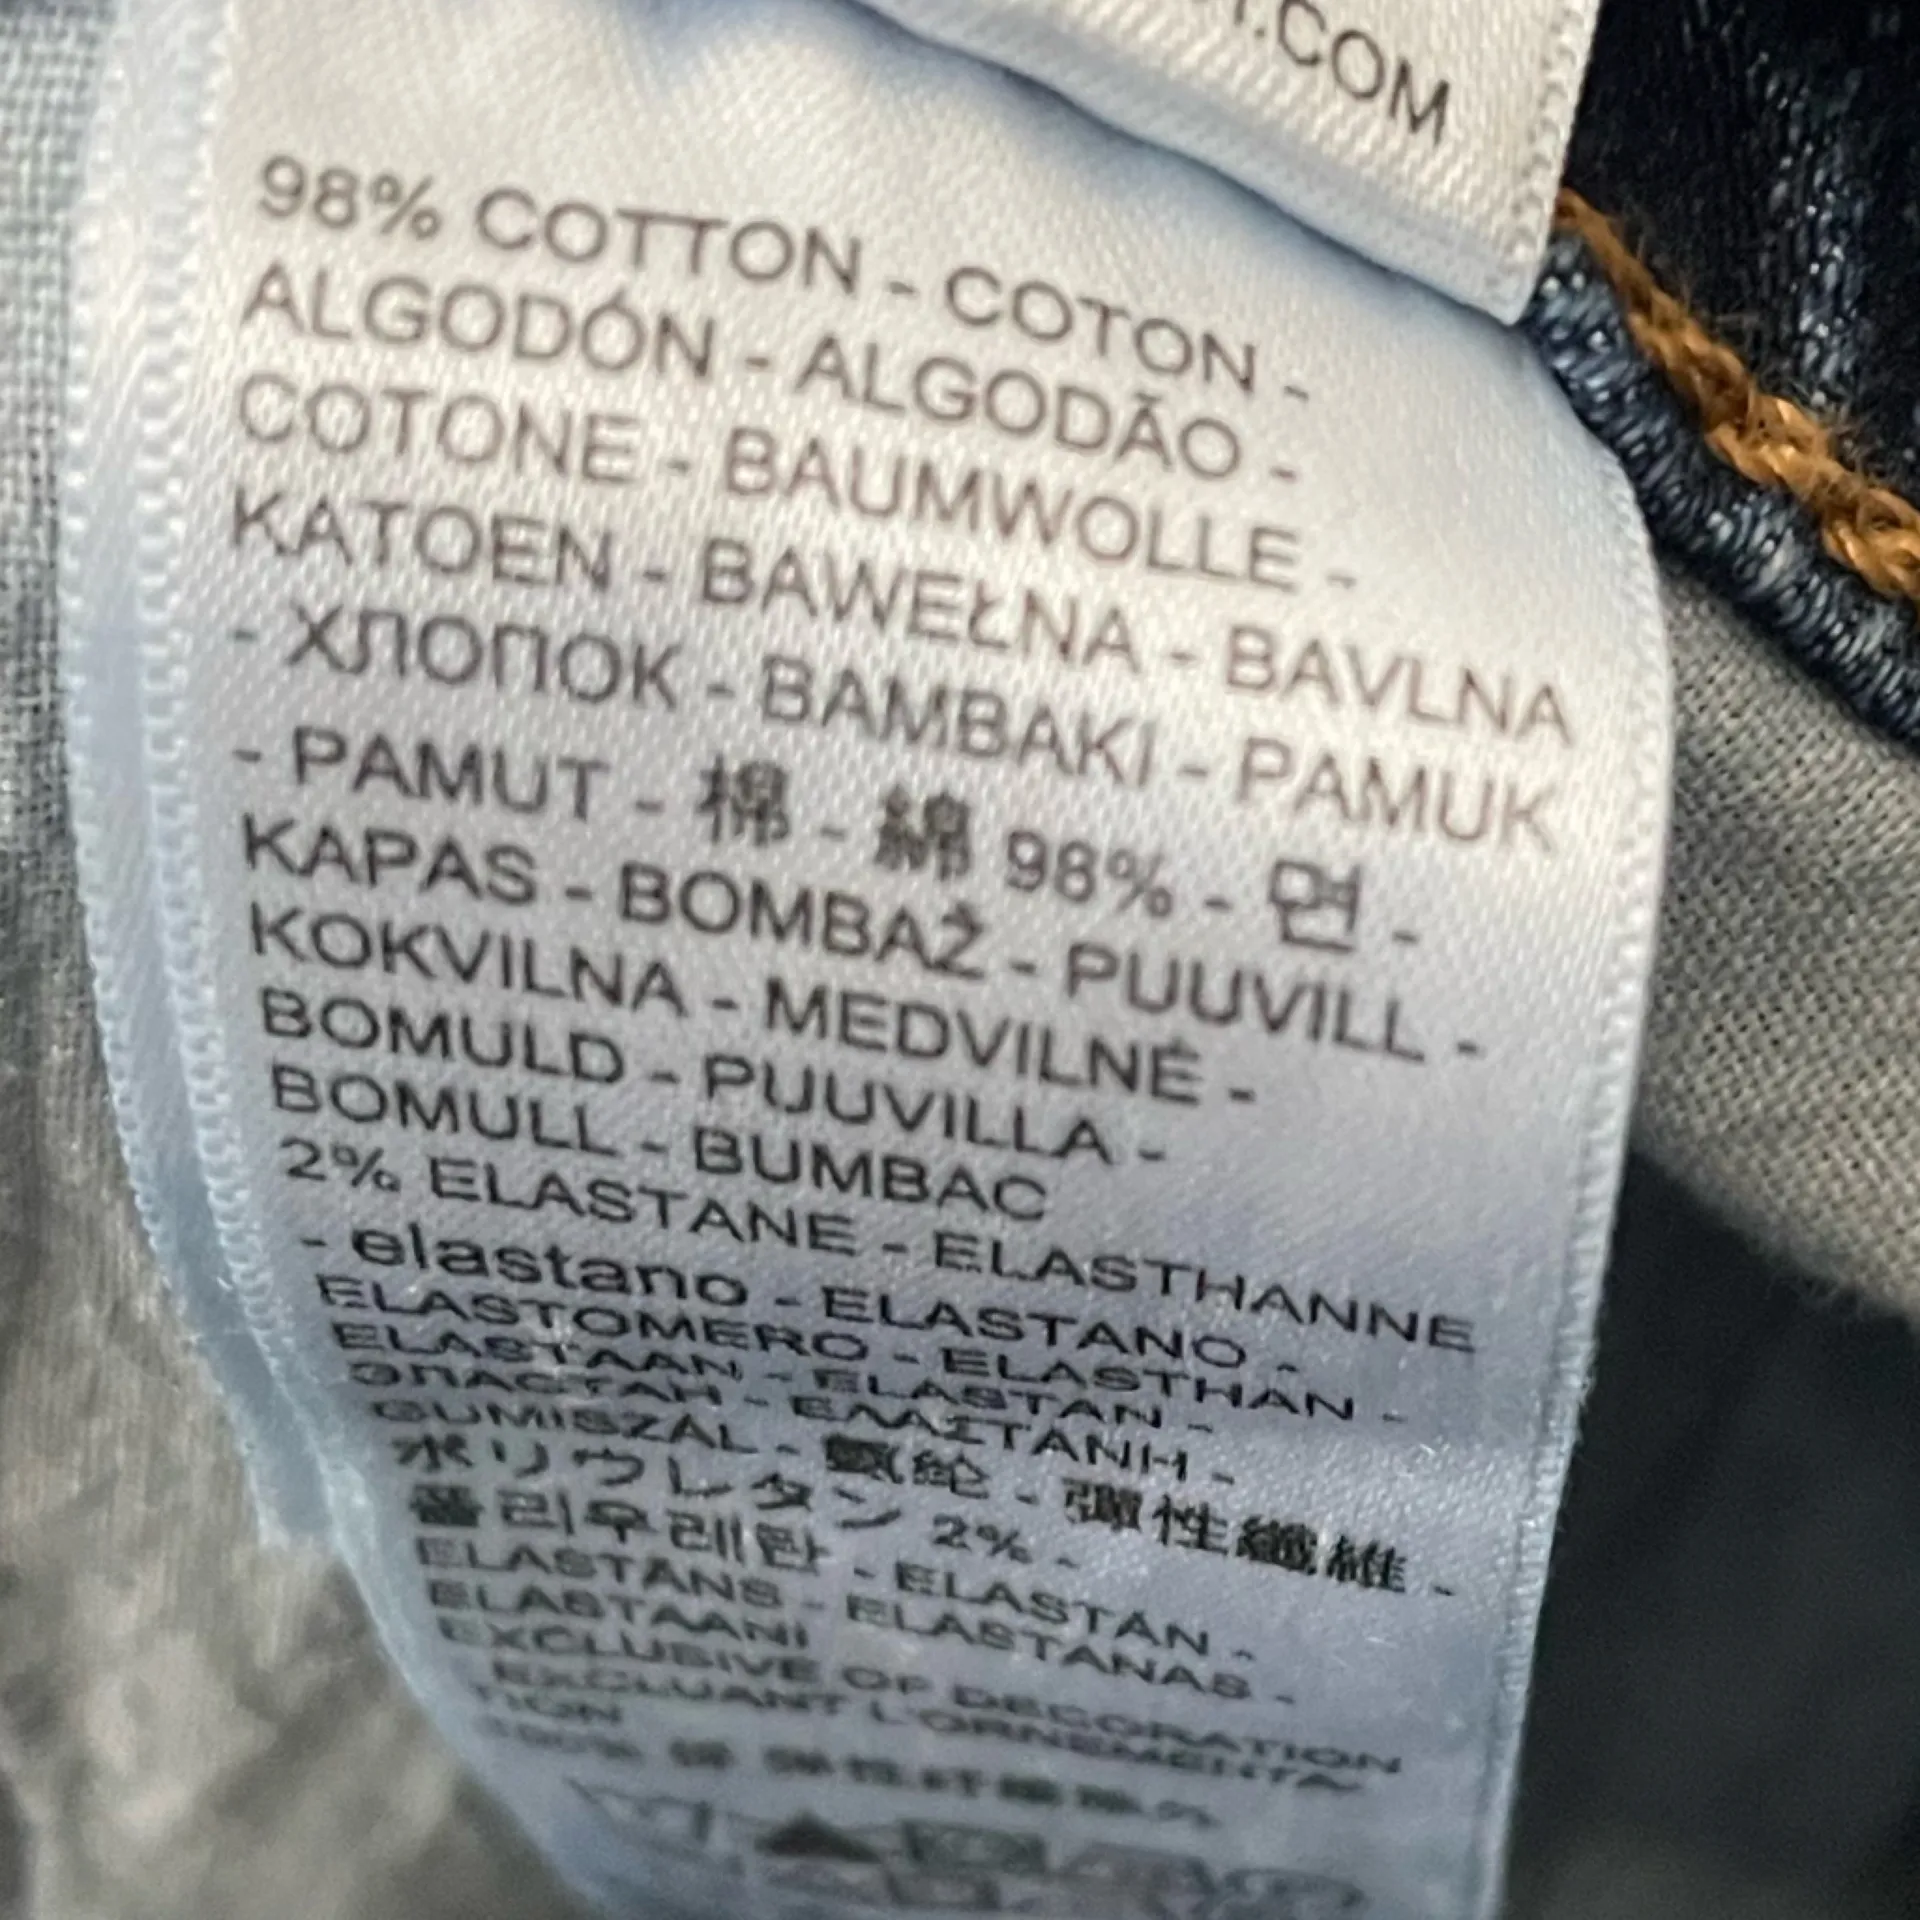 .COM
98% COTTON - COTON -
ALGODÓN - ALGODÃO -
COTONE - BAUMWOLLE -
KATOEN - BAWEŁNA - BAVLNA
- ХЛОПОК - BAMBAKI - PAMUK
- PAMUT - 棉 - 綿 98% - 면 -
KAPAS - BOMBAŽ - PUUVILL -
KOKVILNA - MEDVILNĖ -
BOMULD - PUUVILLA -
BOMULL - BUMBAC
2% ELASTANE - ELASTHANNE
- elastano - ELASTANO -
ELASTOMERO - ELASTHAN -
ELASTAAN - ELASTAN -
ЭЛАСТАН - ΕΛΑΣΤΑΝΗ -
GUMISZÁL - 氨纶 - 彈性纖維 -
ポリウレタン 2% -
폴리우레탄 - ELASTAN -
ELASTĀNS - ELASTANAS -
ELASTAANI
EXCLUSIVE OF DECORATION
EXCLUANT L'ORNEMENTA-
TION